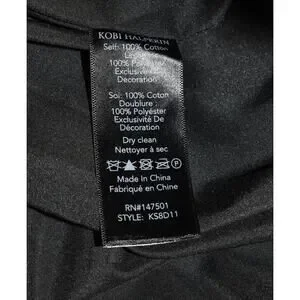 KOBI HALPERIN
Self: 100% Cotton
100% Polyester
Exclusive of
Decoration
Soi: 100% Coton
Doublure :
100% Polyéster
Exclusivité De
Décoration
Dry clean
Nettoyer à sec
Made In China
Fabriqué en Chine
RN#147501
STYLE: KS8D11